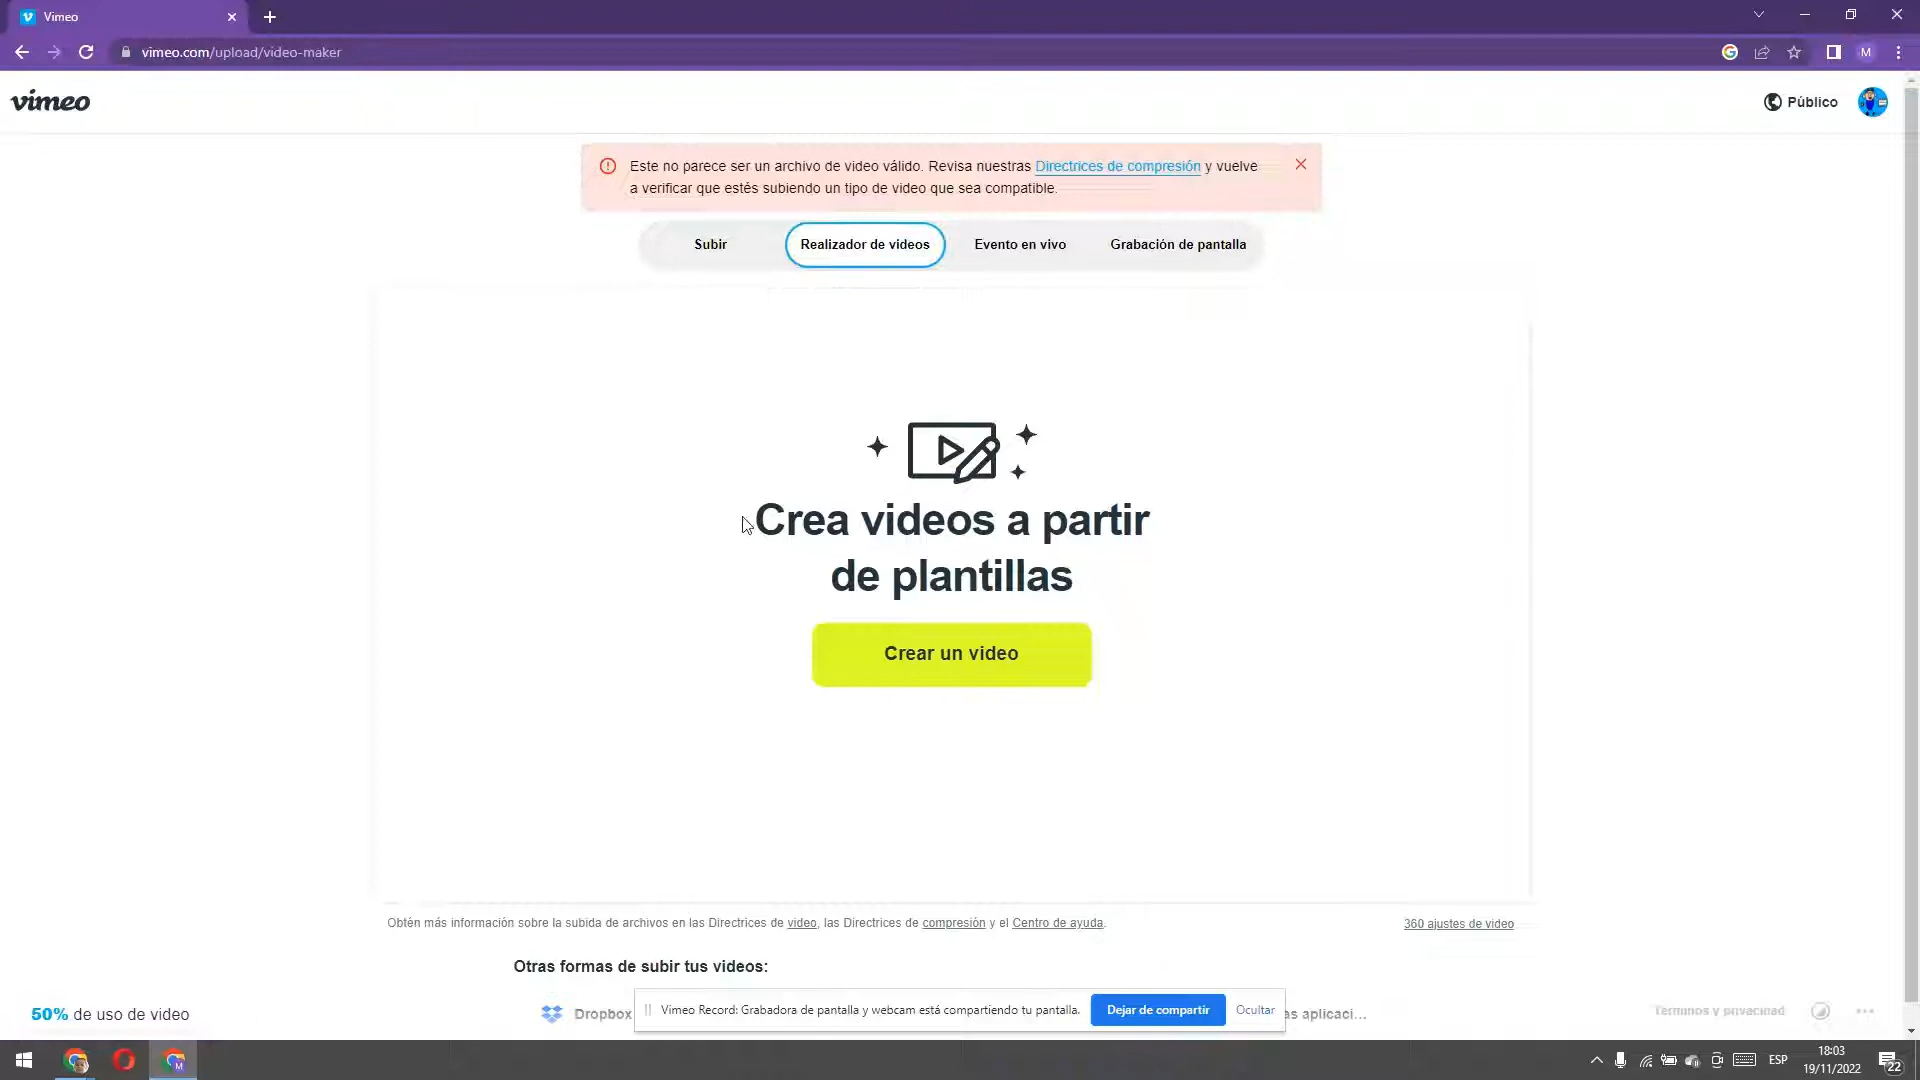 Vimeo
vimeo.com/upload/video-maker
M
vimeo
Público
Este no parece ser un archivo de video válido. Revisa nuestras Directrices de compresión y vuelve
a verificar que estés subiendo un tipo de video que sea compatible.
Subir
Realizador de videos
Evento en vivo
Grabación de pantalla
Crea videos a partir
de plantillas
Crear un video
Obtén más información sobre la subida de archivos en las Directrices de video, las Directrices de compresión y el Centro de ayuda.
360 ajustes de video
Otras formas de subir tus videos:
50% de uso de video
Dropbox
Vimeo Record: Grabadora de pantalla y webcam está compartiendo tu pantalla.
Dejar de compartir
Ocultar
as aplicaci...
Términos y privacidad
M
ESP
18:03
19/11/2022
22